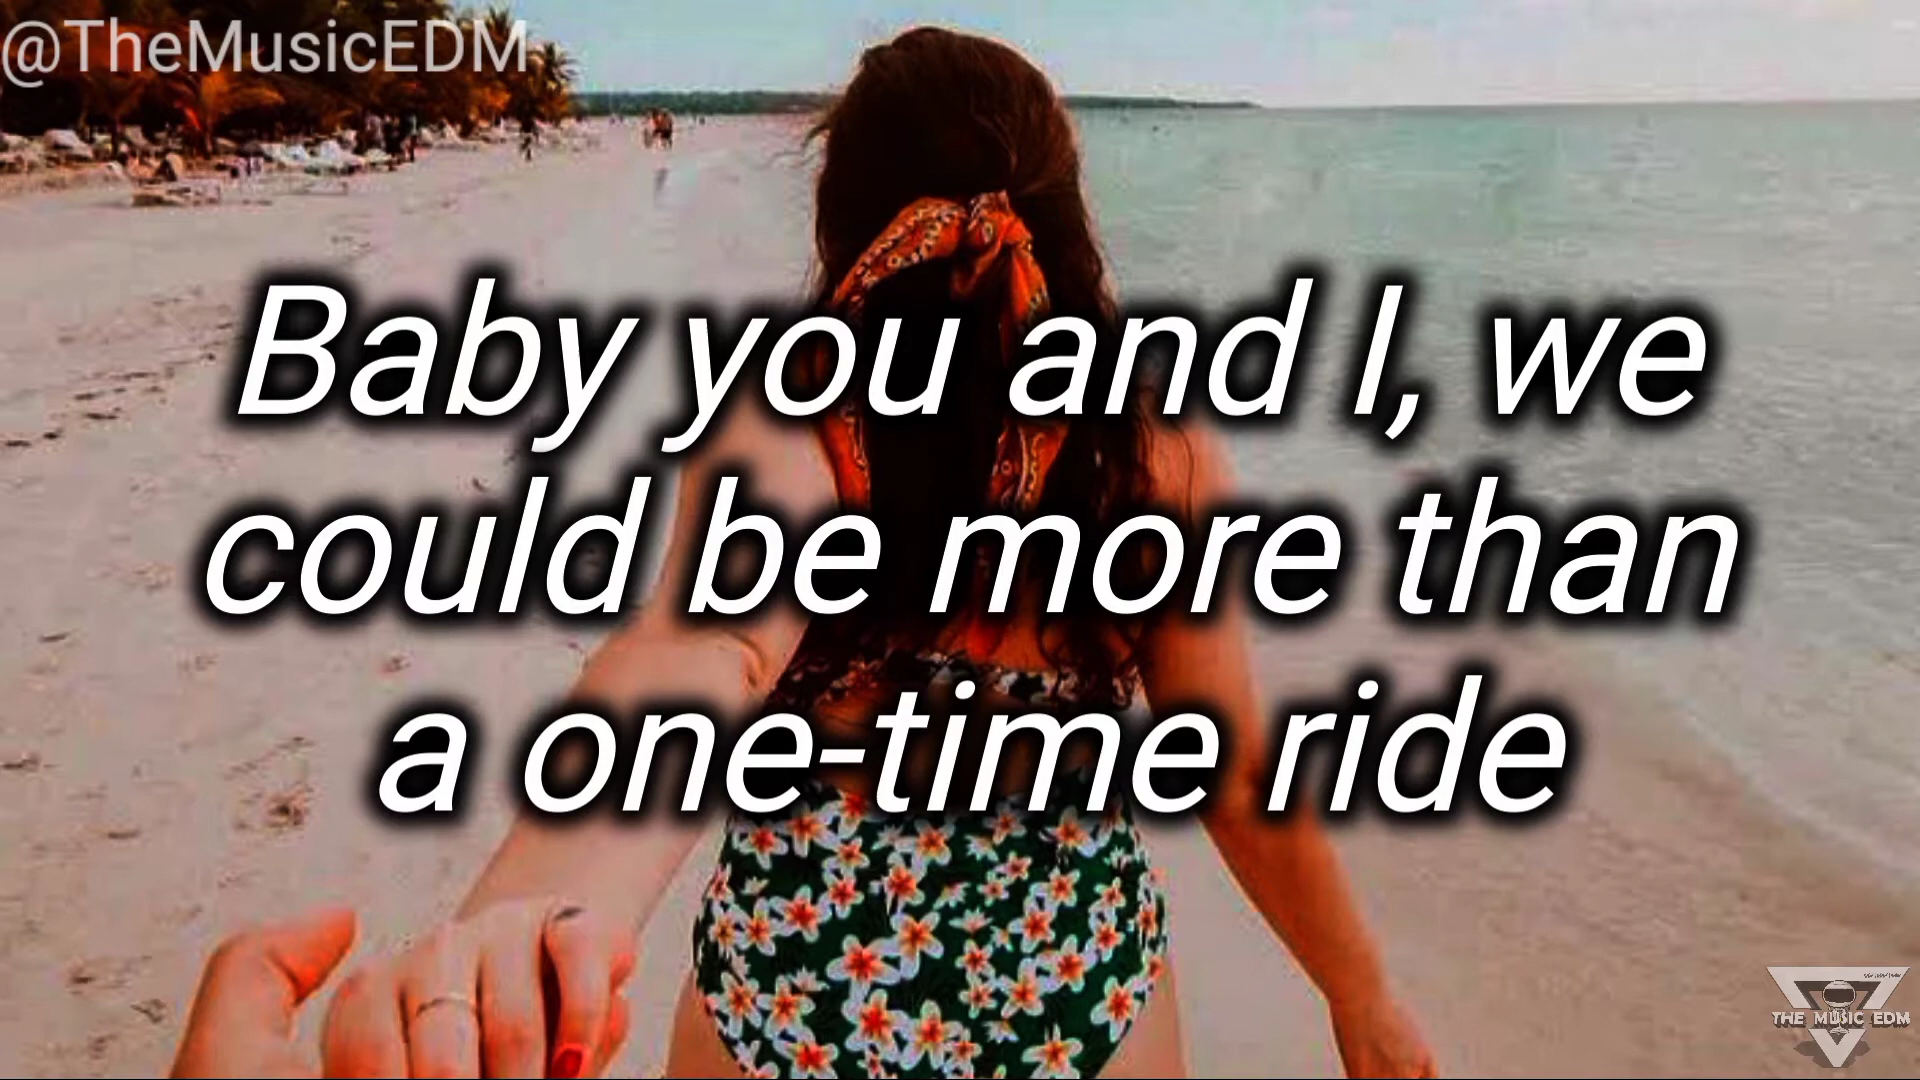 @TheMusicEDM
Baby you and I, we
could be more than
a one-time ride
THE MUSIC EDM